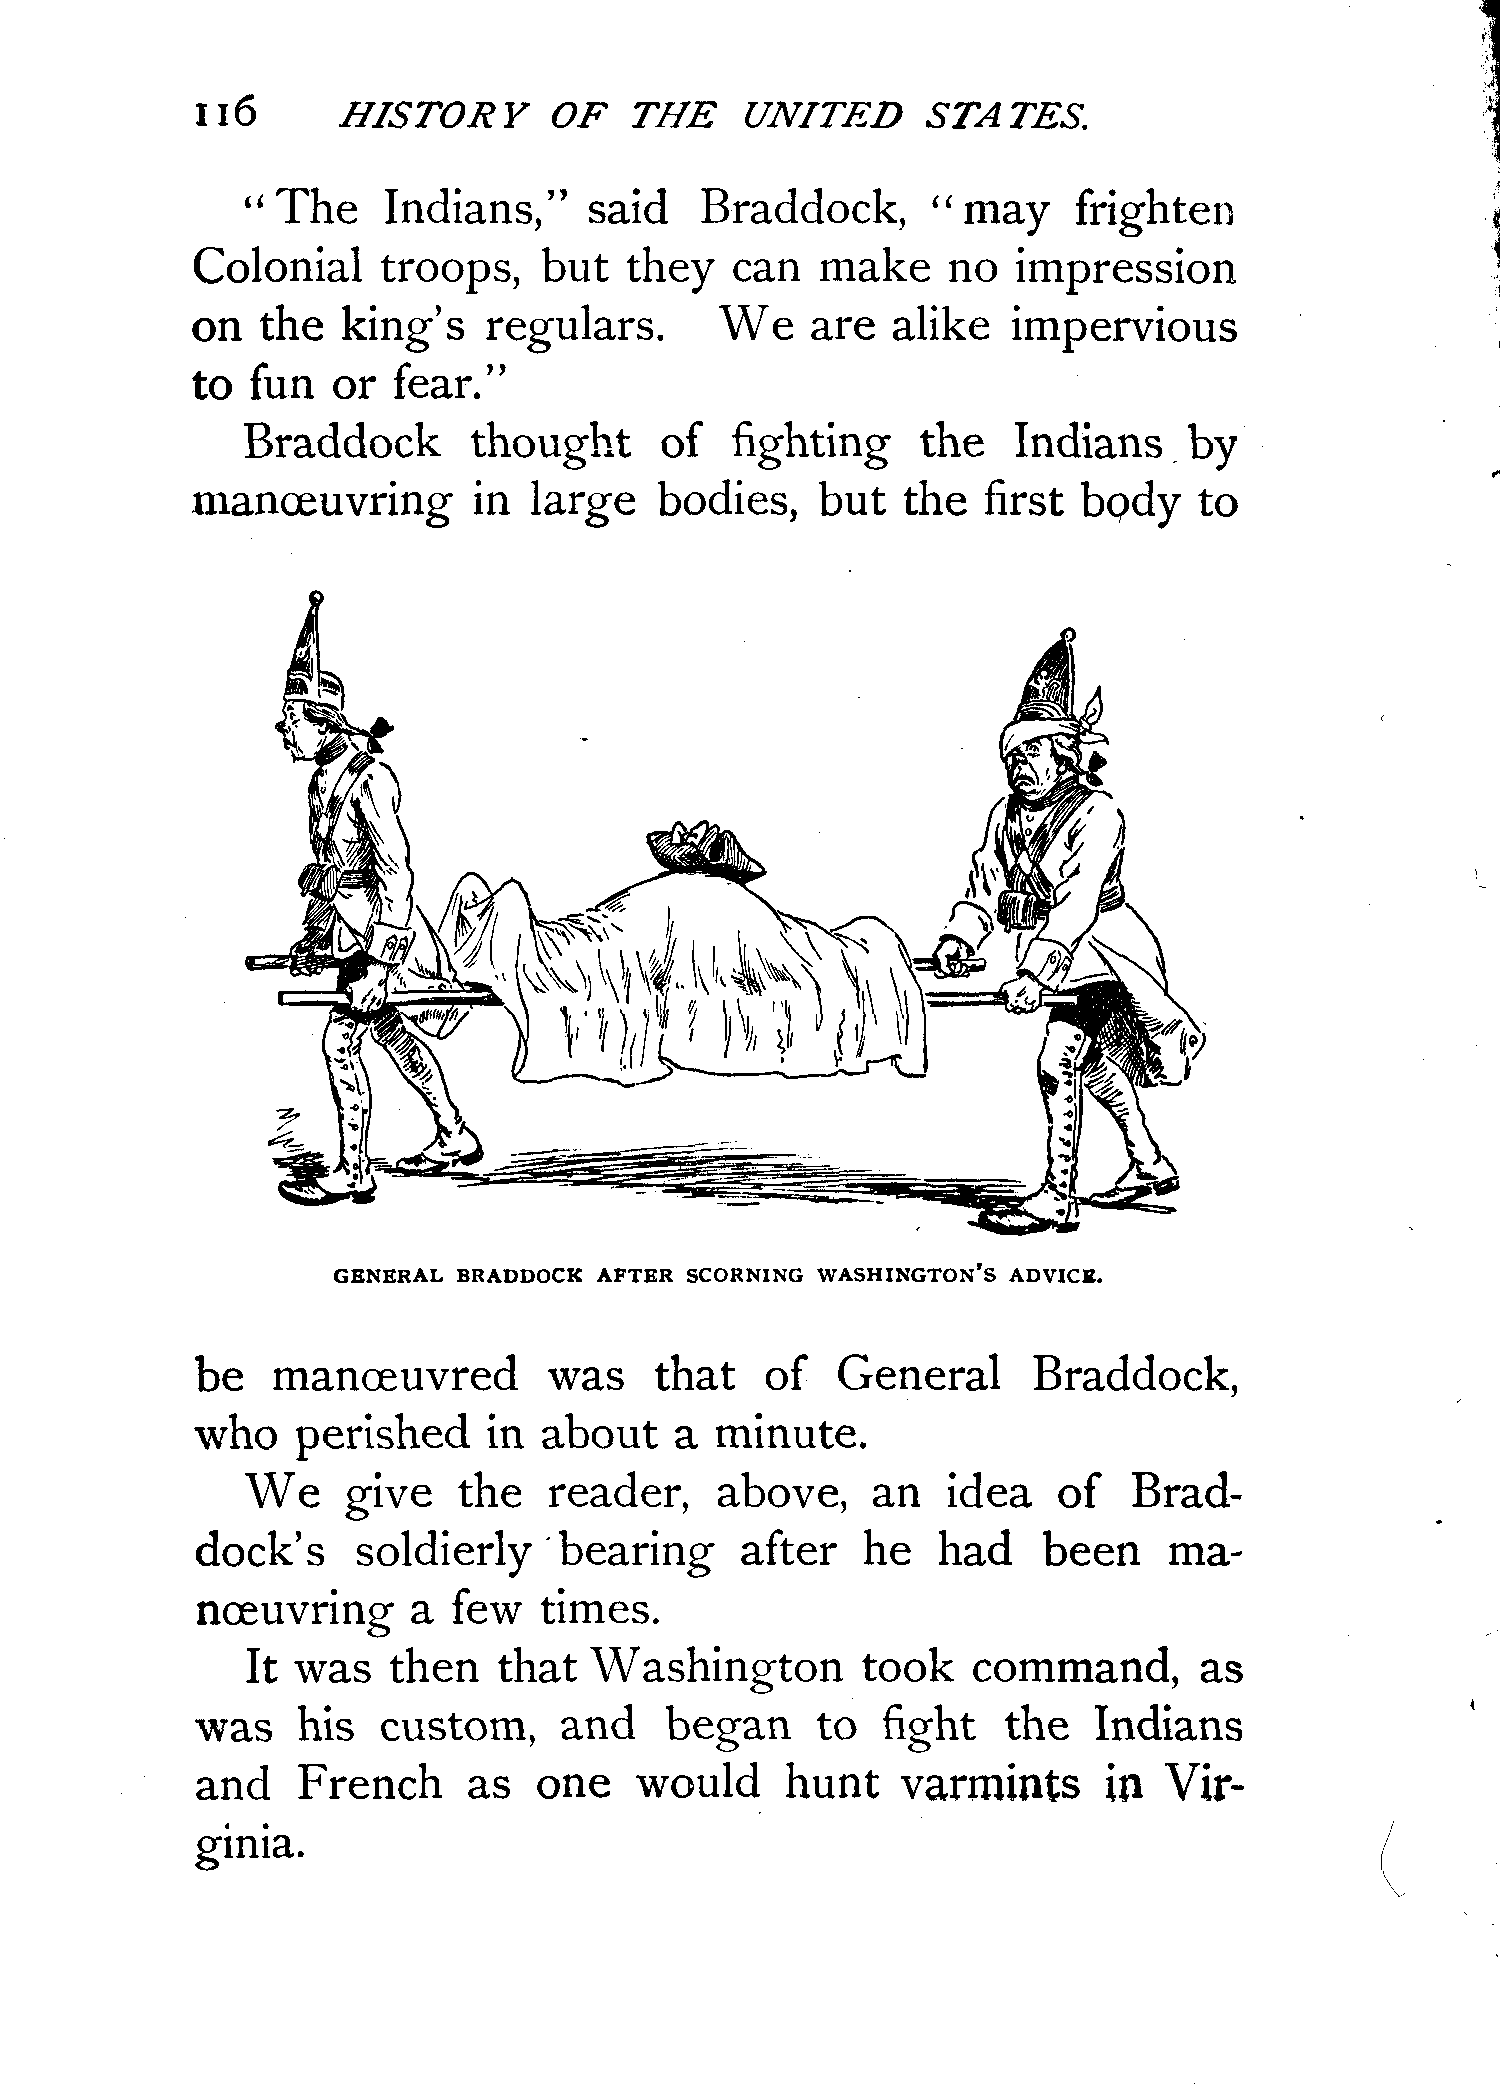 116 HISTORY OF THE UNITED STATES.
"The Indians," said Braddock, "may frighten
Colonial troops, but they can make no impression
on the king's regulars. We are alike impervious
to fun or fear."
Braddock thought of fighting the Indians by
manœuvring in large bodies, but the first body to
GENERAL BRADDOCK AFTER SCORNING WASHINGTON'S ADVICE.
be manœuvred was that of General Braddock,
who perished in about a minute.
We give the reader, above, an idea of Brad-
dock's soldierly bearing after he had been ma-
nœuvring a few times.
It was then that Washington took command, as
was his custom, and began to fight the Indians
and French as one would hunt varmints in Vir-
ginia.